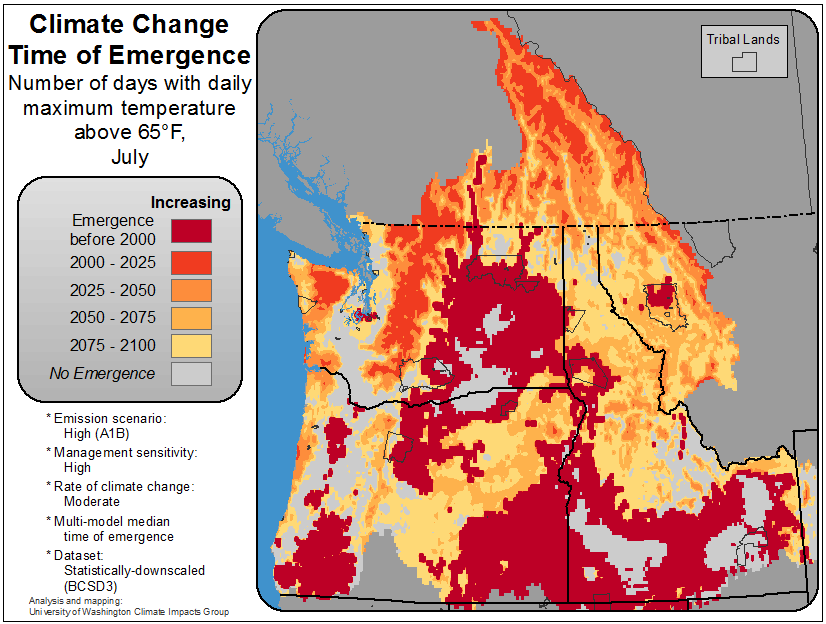 Climate Change
Time of Emergence
Number of days with daily
maximum temperature
above 65°F,
July
Tribal Lands
Increasing
Emergence
before 2000
2000 - 2025
2025 - 2050
2050 - 2075
2075 - 2100
No Emergence
* Emission scenario:
High (A1B)
* Management sensitivity:
High
* Rate of climate change:
Moderate
* Multi-model median
time of emergence
* Dataset:
Statistically-downscaled
(BCSD3)
Analysis and mapping:
University of Washington Climate Impacts Group